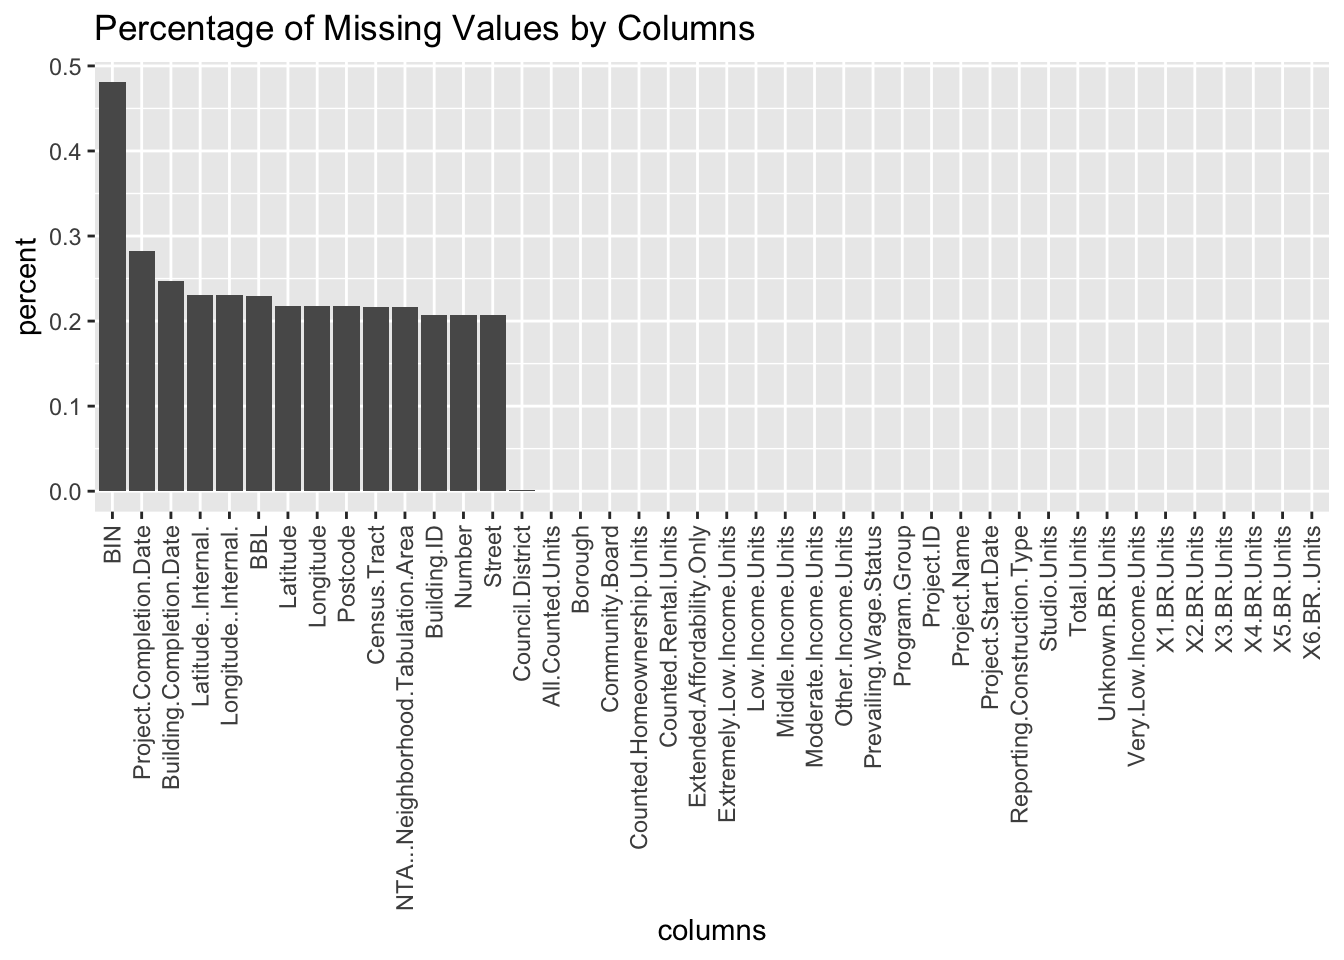 Percentage of Missing Values by Columns
percent
0.5
0.4
0.3
0.2
0.1
0.0
BIN
Project.Completion.Date
Building.Completion.Date
Latitude..Internal.
Longitude..Internal.
BBL
Latitude
Longitude
Postcode
Census.Tract
NTA...Neighborhood.Tabulation.Area
Building.ID
Number
Street
Council.District
All.Counted.Units
Borough
Community.Board
Counted.Homeownership.Units
Counted.Rental.Units
Extended.Affordability.Only
Extremely.Low.Income.Units
Low.Income.Units
Middle.Income.Units
Moderate.Income.Units
Other.Income.Units
Prevailing.Wage.Status
Program.Group
Project.ID
Project.Name
Project.Start.Date
Reporting.Construction.Type
Studio.Units
Total.Units
Unknown.BR.Units
Very.Low.Income.Units
X1.BR.Units
X2.BR.Units
X3.BR.Units
X4.BR.Units
X5.BR.Units
X6.BR..Units
columns